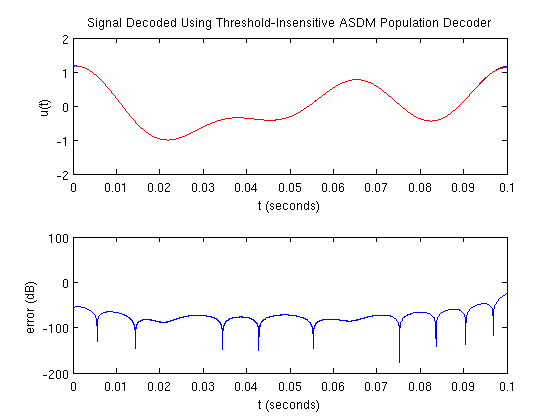 Signal Decoded Using Threshold-Insensitive ASDM Population Decoder
2
1
0
-1
-2
u(t)
0 0.01 0.02 0.03 0.04 0.05 0.06 0.07 0.08 0.09 0.1
t (seconds)
100
0
-100
-200
error (dB)
0 0.01 0.02 0.03 0.04 0.05 0.06 0.07 0.08 0.09 0.1
t (seconds)